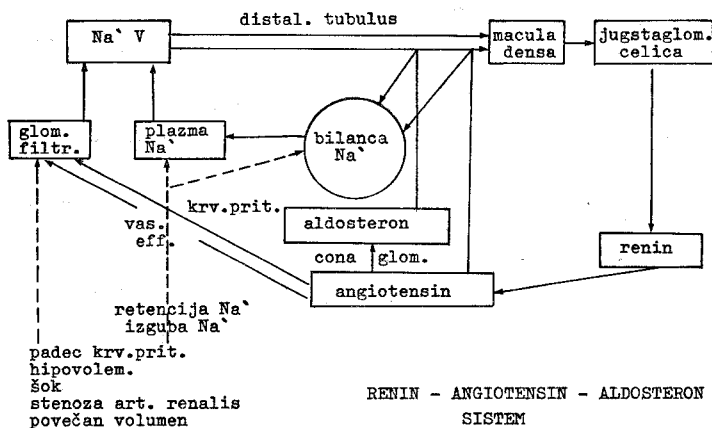 distal. tubulus
Na` V
macula
densa
jugstaglom.
celica
glom.
filtr.
plazma
Na`
bilanca
Na`
krv.prit.
vas.
eff.
aldosteron
cona glom.
angiotensin
renin
retencija Na`
izguba Na`
padec krv.prit.
hipovolem.
šok
stenoza art. renalis
povečan volumen
RENIN - ANGIOTENSIN - ALDOSTERON
SISTEM